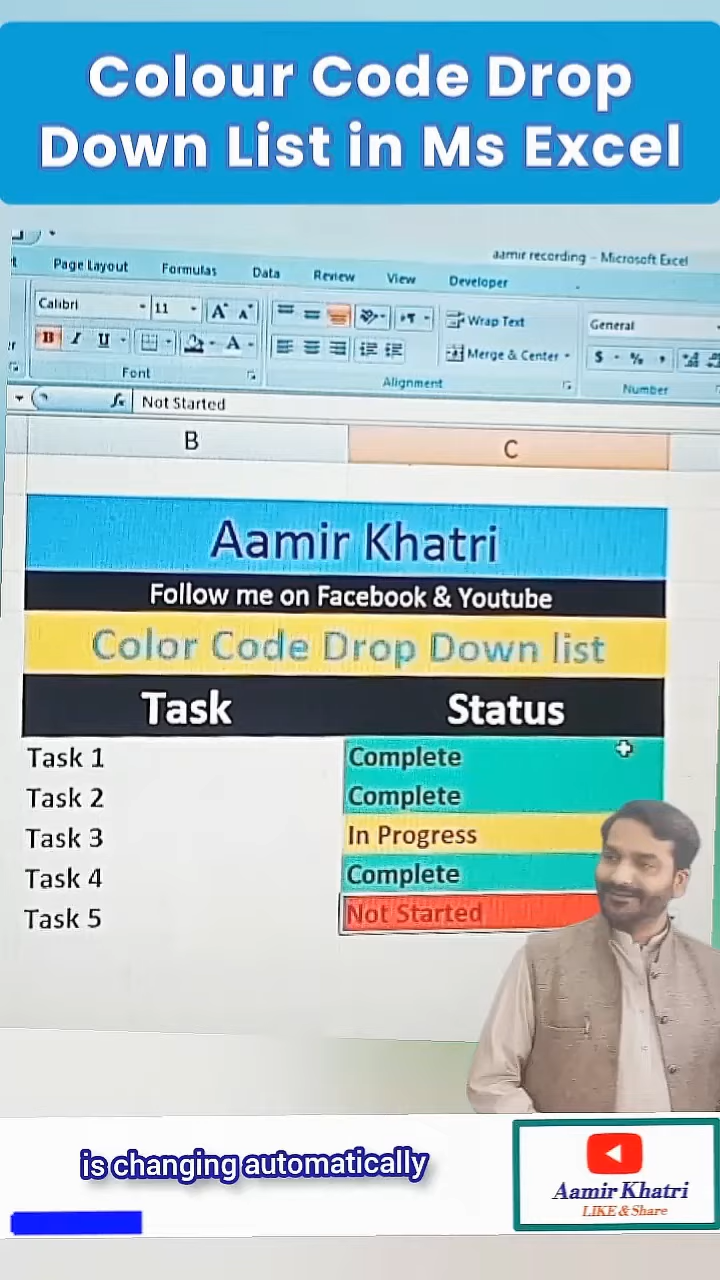 Colour Code Drop
Down List in Ms Excel
aamir recording - Microsoft Excel
Page Layout Formulas Data Review View Developer
Calibri 11 A A Wrap Text General
B I U A Merge & Center $ % ,
Font Alignment Number
fx Not Started
B C
Aamir Khatri
Follow me on Facebook & Youtube
Color Code Drop Down list
Task Status
Task 1 Complete
Task 2 Complete
Task 3 In Progress
Task 4 Complete
Task 5 Not Started
is changing automatically
Aamir Khatri
LIKE & Share